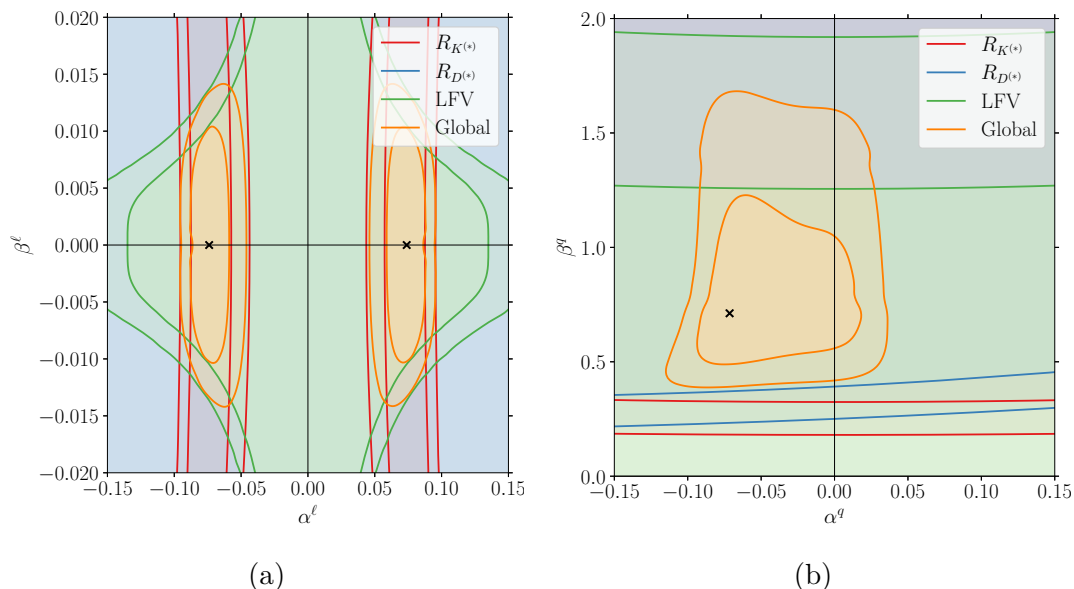 0.020
0.015
0.010
0.005
0.000
−0.005
−0.010
−0.015
−0.020
β^ℓ
−0.15
−0.10
−0.05
0.00
0.05
0.10
0.15
α^ℓ
R_{K^{(*)}}
R_{D^{(*)}}
LFV
Global
(a)
2.0
1.5
1.0
0.5
0.0
β^q
−0.15
−0.10
−0.05
0.00
0.05
0.10
0.15
α^q
R_{K^{(*)}}
R_{D^{(*)}}
LFV
Global
(b)